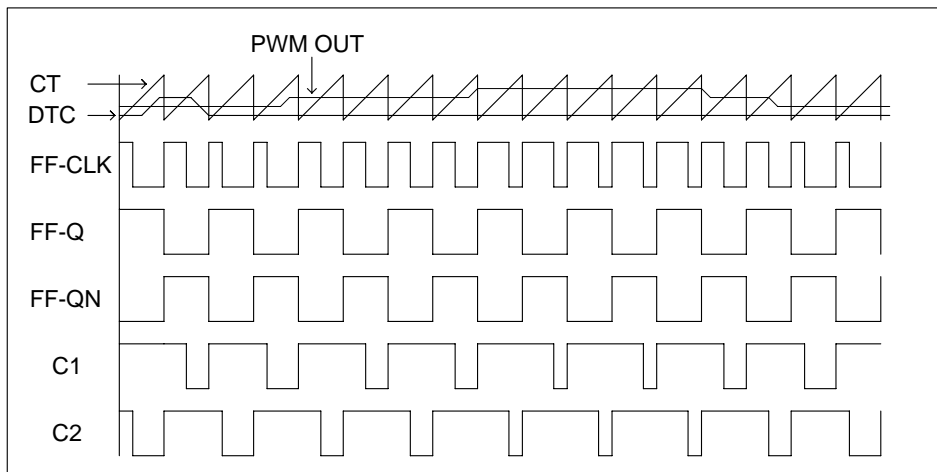 PWM OUT
CT
DTC
FF-CLK
FF-Q
FF-QN
C1
C2